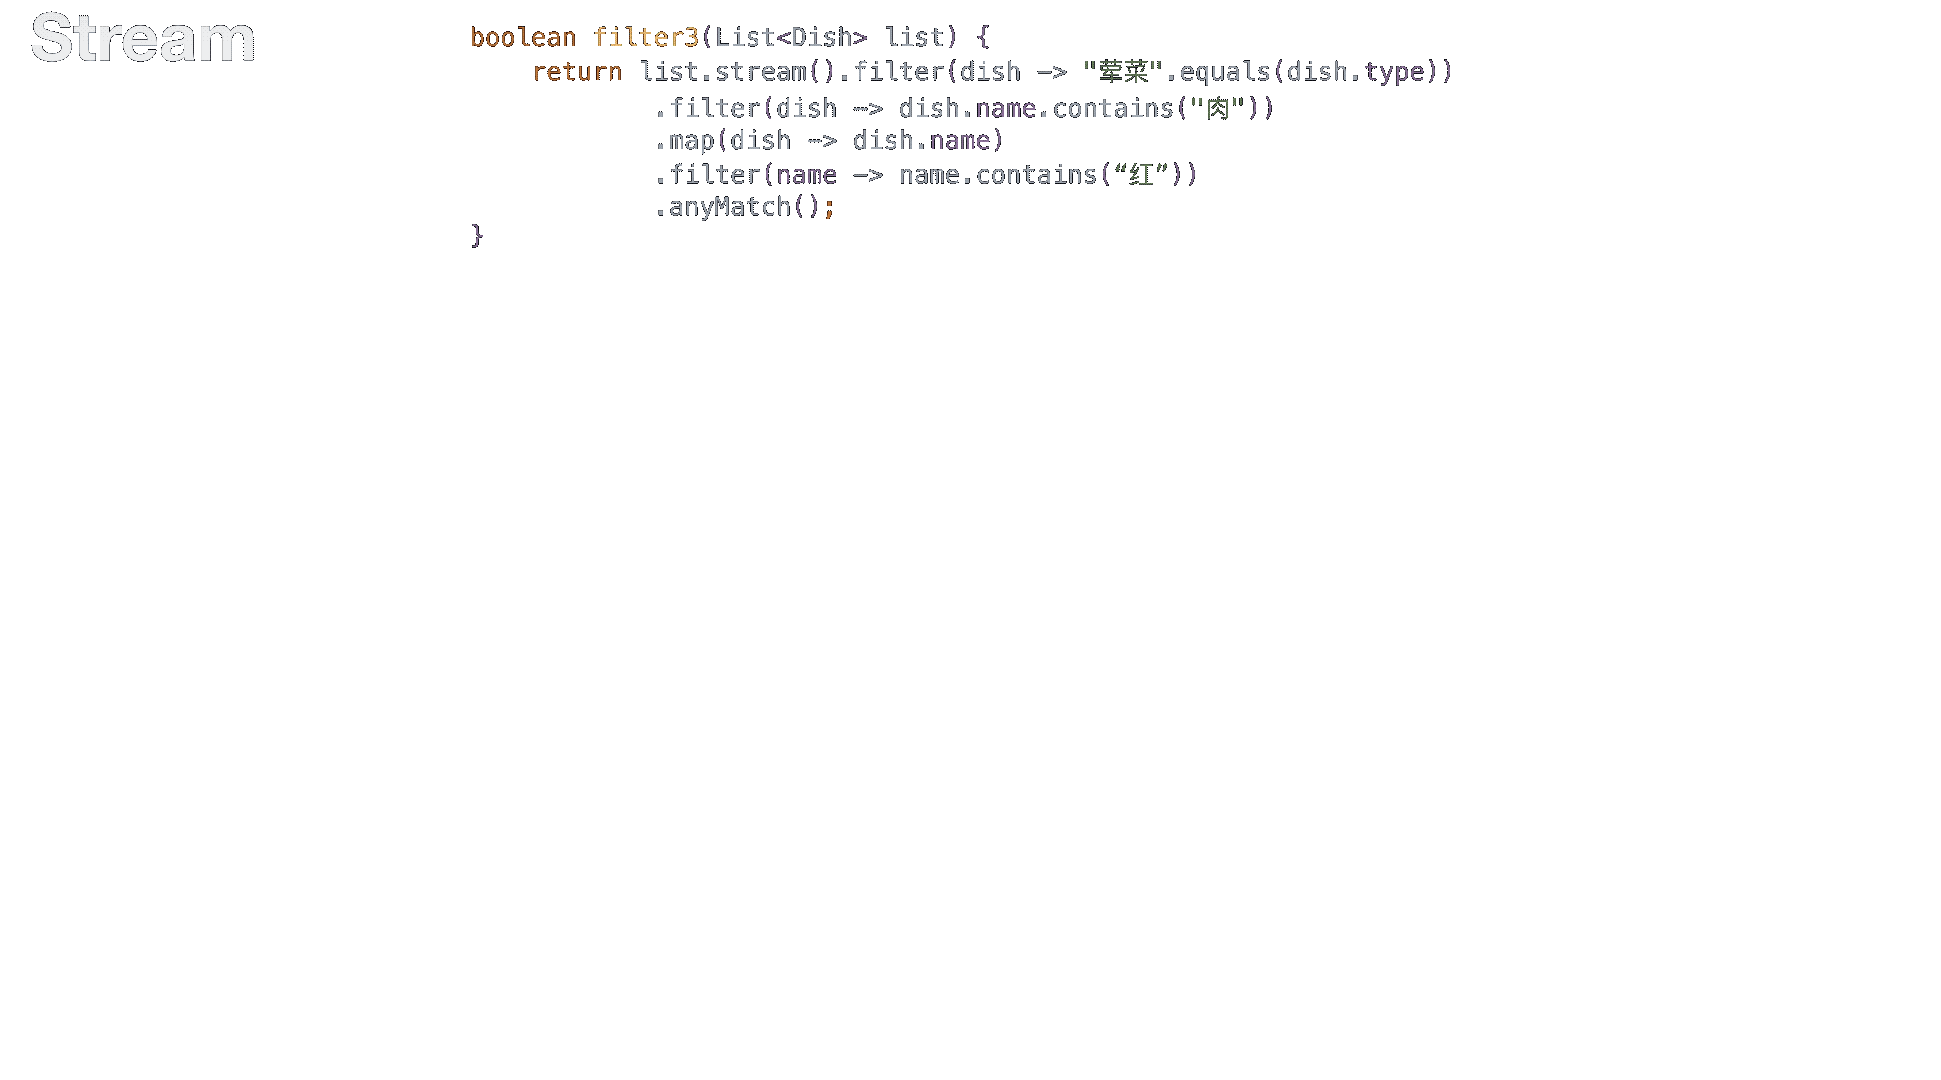 Stream
boolean filter3(List<Dish> list) {
    return list.stream().filter(dish -> "荤菜".equals(dish.type))
            .filter(dish -> dish.name.contains("肉"))
            .map(dish -> dish.name)
            .filter(name -> name.contains(“红”))
            .anyMatch();
}